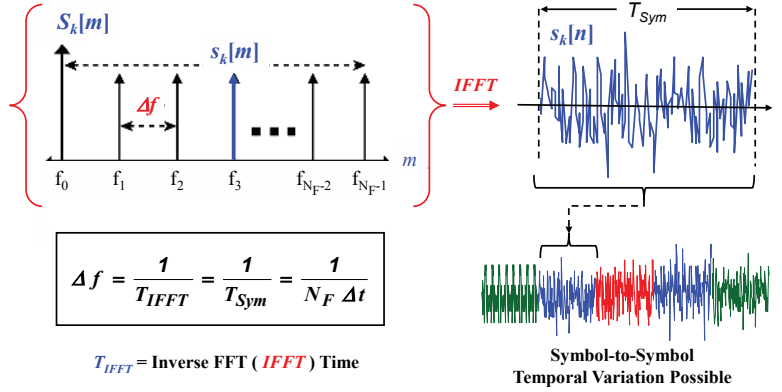 S_k[m]
s_k[m]
Δf
m
f_0 f_1 f_2 f_3 f_{N_F-2} f_{N_F-1}
IFFT
T_Sym
s_k[n]
Δf = 1/T_IFFT = 1/T_Sym = 1/(N_F Δt)
T_IFFT = Inverse FFT ( IFFT ) Time
Symbol-to-Symbol
Temporal Variation Possible